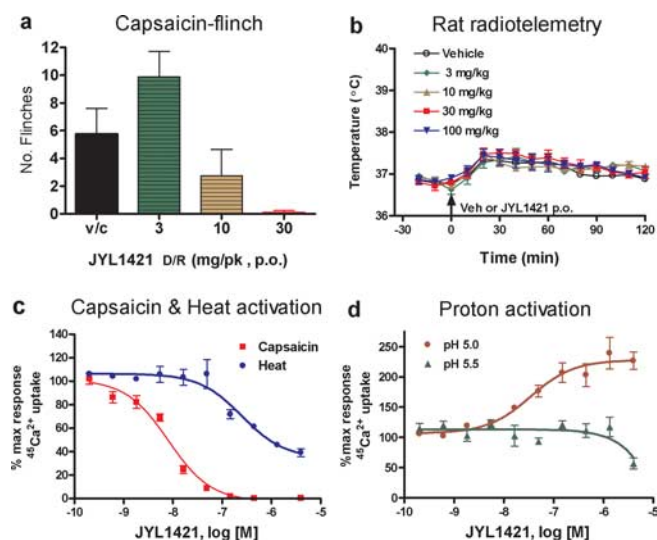 a
Capsaicin-flinch
No. Flinches
12
10
8
6
4
2
0
v/c 3 10 30
JYL1421 D/R (mg/pk , p.o.)
b
Rat radiotelemetry
Temperature (°C)
39
38
37
36
Vehicle
3 mg/kg
10 mg/kg
30 mg/kg
100 mg/kg
Veh or JYL1421 p.o.
-30 0 30 60 90 120
Time (min)
c
Capsaicin & Heat activation
% max response
45Ca2+ uptake
140
120
100
80
60
40
20
0
Capsaicin
Heat
-10 -9 -8 -7 -6 -5
JYL1421, log [M]
d
Proton activation
%max response
45Ca2+ uptake
250
200
150
100
50
0
pH 5.0
pH 5.5
-10 -9 -8 -7 -6 -5
JYL1421, log [M]